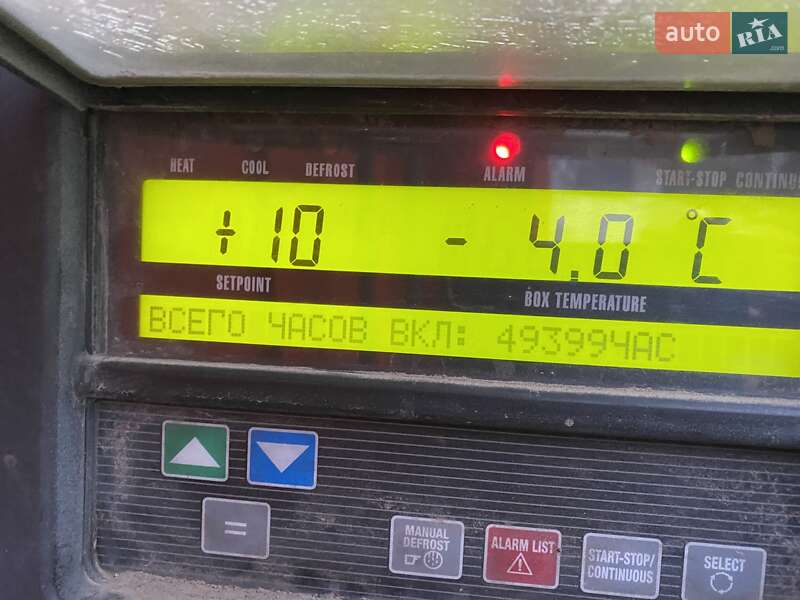 auto RIA .com
HEAT COOL DEFROST ALARM START-STOP
+10 - 4.0 °C
SETPOINT BOX TEMPERATURE
ВСЕГО ЧАСОВ ВКЛ: 49399ЧАС
=
MANUAL DEFROST
ALARM LIST
START-STOP/
CONTINUOUS
SELECT